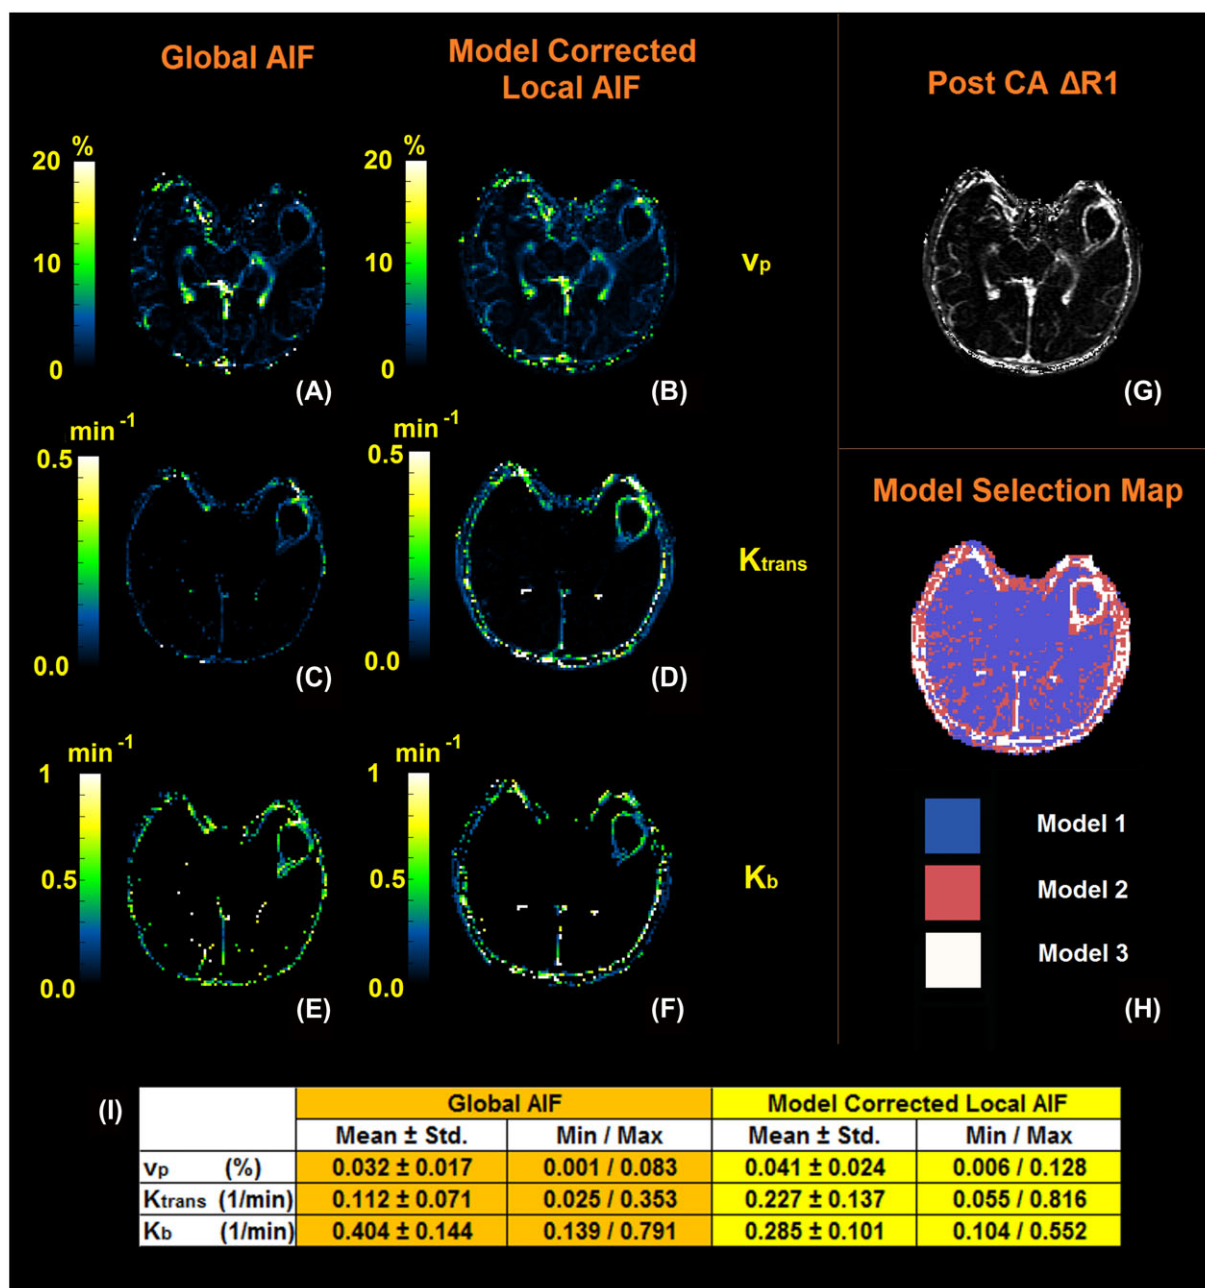 Global AIF
Model Corrected
Local AIF
Post CA ΔR1
%
20
10
0
(A)
%
20
10
0
(B)
vp
(G)
min -1
0.5
0.0
(C)
min -1
0.5
0.0
(D)
Ktrans
Model Selection Map
Model 1
Model 2
Model 3
(H)
min -1
1
0.5
0.0
(E)
min -1
1
0.5
0.0
(F)
Kb
(I)
Global AIF Model Corrected Local AIF
Mean ± Std. Min / Max Mean ± Std. Min / Max
vp (%) 0.032 ± 0.017 0.001 / 0.083 0.041 ± 0.024 0.006 / 0.128
Ktrans (1/min) 0.112 ± 0.071 0.025 / 0.353 0.227 ± 0.137 0.055 / 0.816
Kb (1/min) 0.404 ± 0.144 0.139 / 0.791 0.285 ± 0.101 0.104 / 0.552